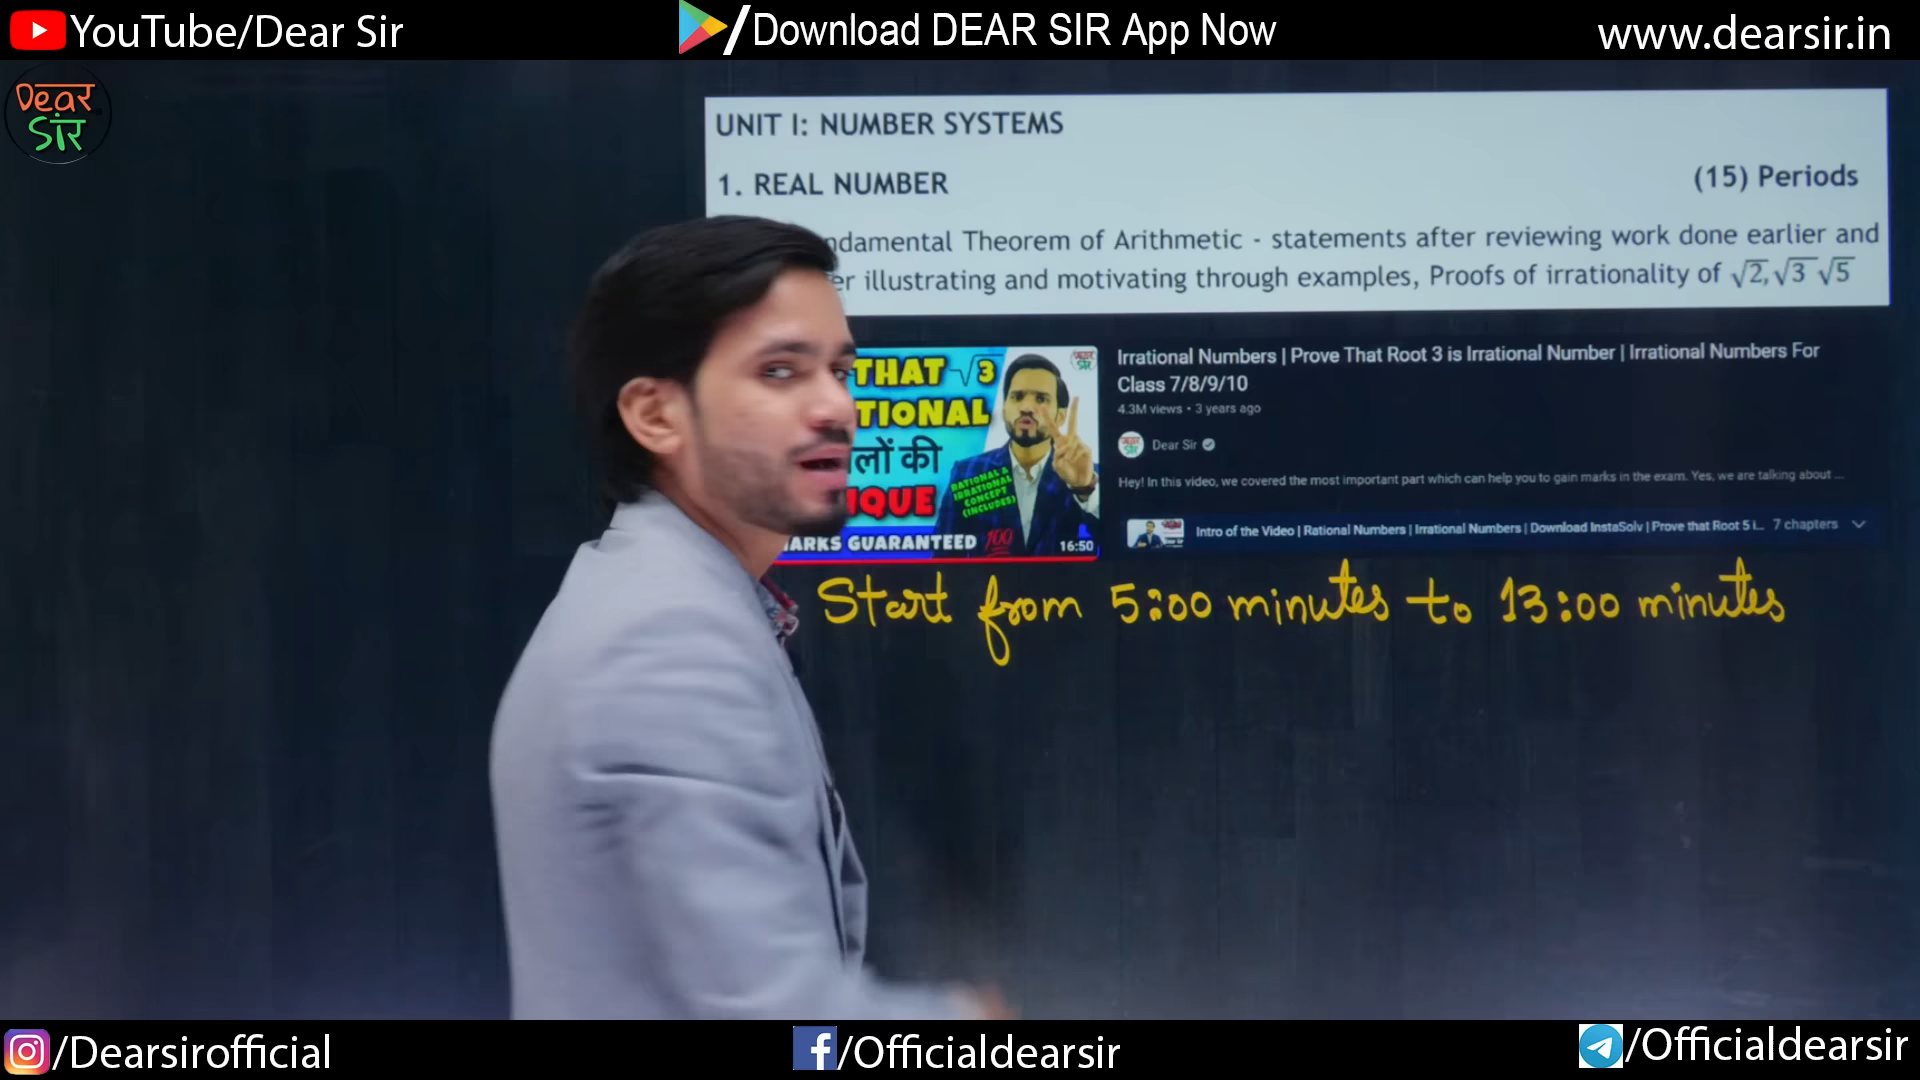 YouTube/Dear Sir
/Download DEAR SIR App Now
www.dearsir.in
Dear
सर
UNIT I: NUMBER SYSTEMS
1. REAL NUMBER
(15) Periods
ndamental Theorem of Arithmetic - statements after reviewing work done earlier and
er illustrating and motivating through examples, Proofs of irrationality of √2,√3 √5
THAT √3
TIONAL
लों की
IQUE
RATIONAL &
IRRATIONAL
CONCEPT
(INCLUDES)
ARKS GUARANTEED 100
16:50
Irrational Numbers | Prove That Root 3 is Irrational Number | Irrational Numbers For
Class 7/8/9/10
4.3M views • 3 years ago
Dear Sir
Hey! In this video, we covered the most important part which can help you to gain marks in the exam. Yes, we are talking about ...
Intro of the Video | Rational Numbers | Irrational Numbers | Download InstaSolv | Prove that Root 5 i... 7 chapters
Start from 5:00 minutes to 13:00 minutes
/Dearsirofficial
/Officialdearsir
/Officialdearsir